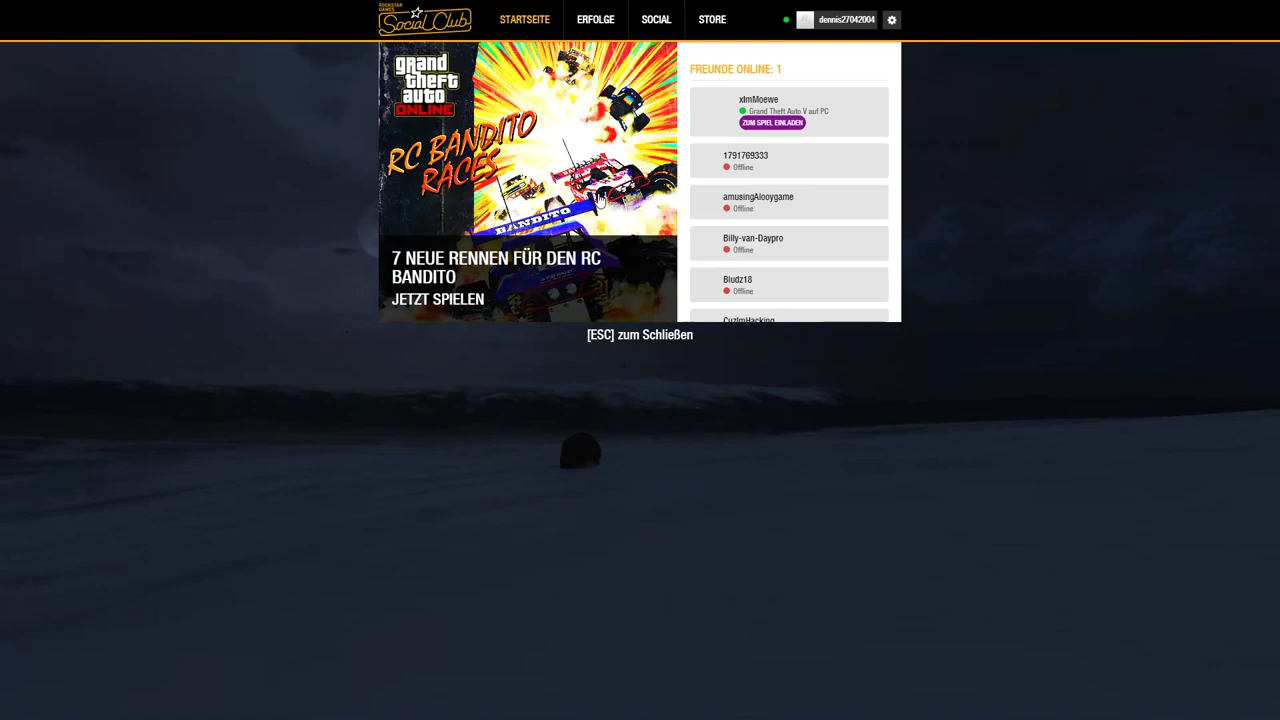 ROCKSTAR
GAMES
Social Club
STARTSEITE
ERFOLGE
SOCIAL
STORE
dennis27042004
grand
theft
auto
ONLINE
RC BANDITO
RACES
BANDITO
7 NEUE RENNEN FÜR DEN RC
BANDITO
JETZT SPIELEN
FREUNDE ONLINE: 1
xImMoewe
Grand Theft Auto V auf PC
ZUM SPIEL EINLADEN
1791769333
Offline
amusingAlooygame
Offline
Billy-van-Daypro
Offline
Bludz18
Offline
CuzImHacking
[ESC] zum Schließen